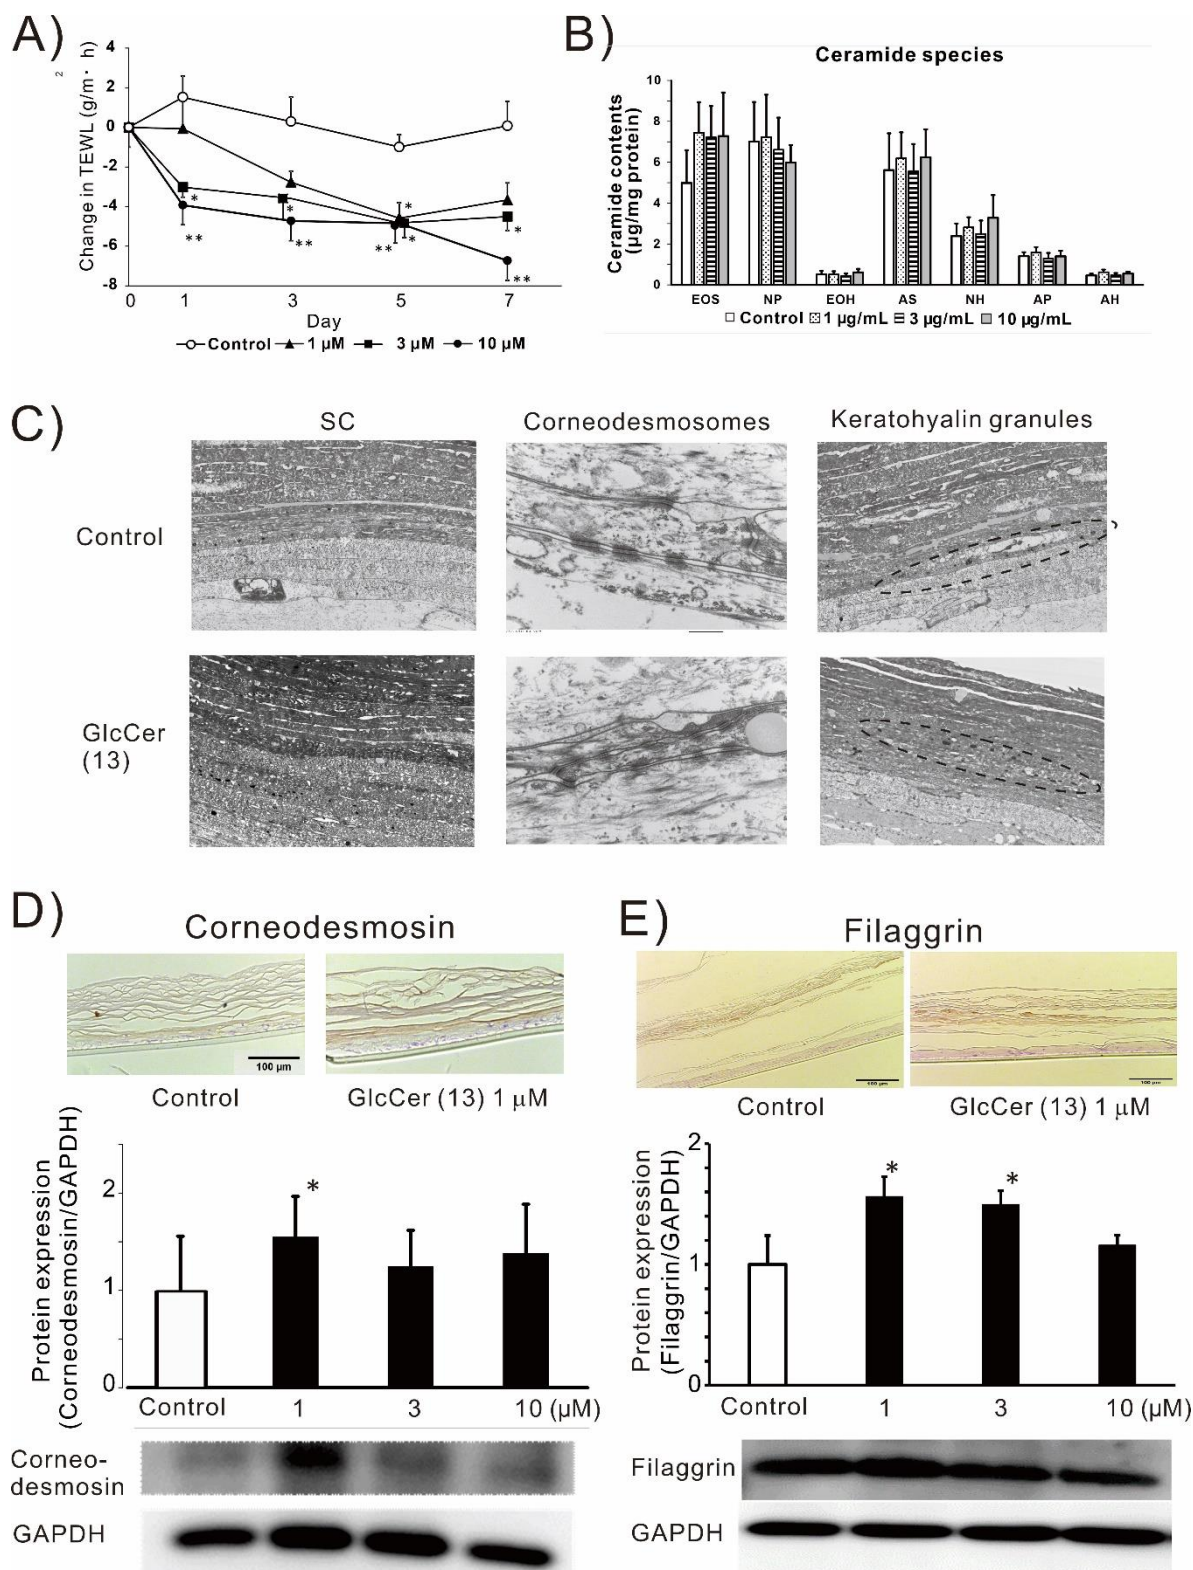 A)
Change in TEWL (g/m · h)
2
4
2
0
-2
-4
-6
-8
*
**
*
**
*
*
**
*
**
0 1 3 5 7
Day
Control 1 μM 3 μM 10 μM
B)
Ceramide species
Ceramide contents
(μg/mg protein)
10
8
6
4
2
0
EOS NP EOH AS NH AP AH
Control 1 μg/mL 3 μg/mL 10 μg/mL
C)
SC Corneodesmosomes Keratohyalin granules
Control
GlcCer
(13)
D)
Corneodesmosin
100 μm
Control GlcCer (13) 1 μM
Protein expression
(Corneodesmosin/GAPDH)
2
1
0
*
Control 1 3 10 (μM)
Corneo-
desmosin
GAPDH
E)
Filaggrin
100 μm
100 μm
Control GlcCer (13) 1 μM
Protein expression
(Filaggrin/GAPDH)
2
1
0
*
*
Control 1 3 10 (μM)
Filaggrin
GAPDH